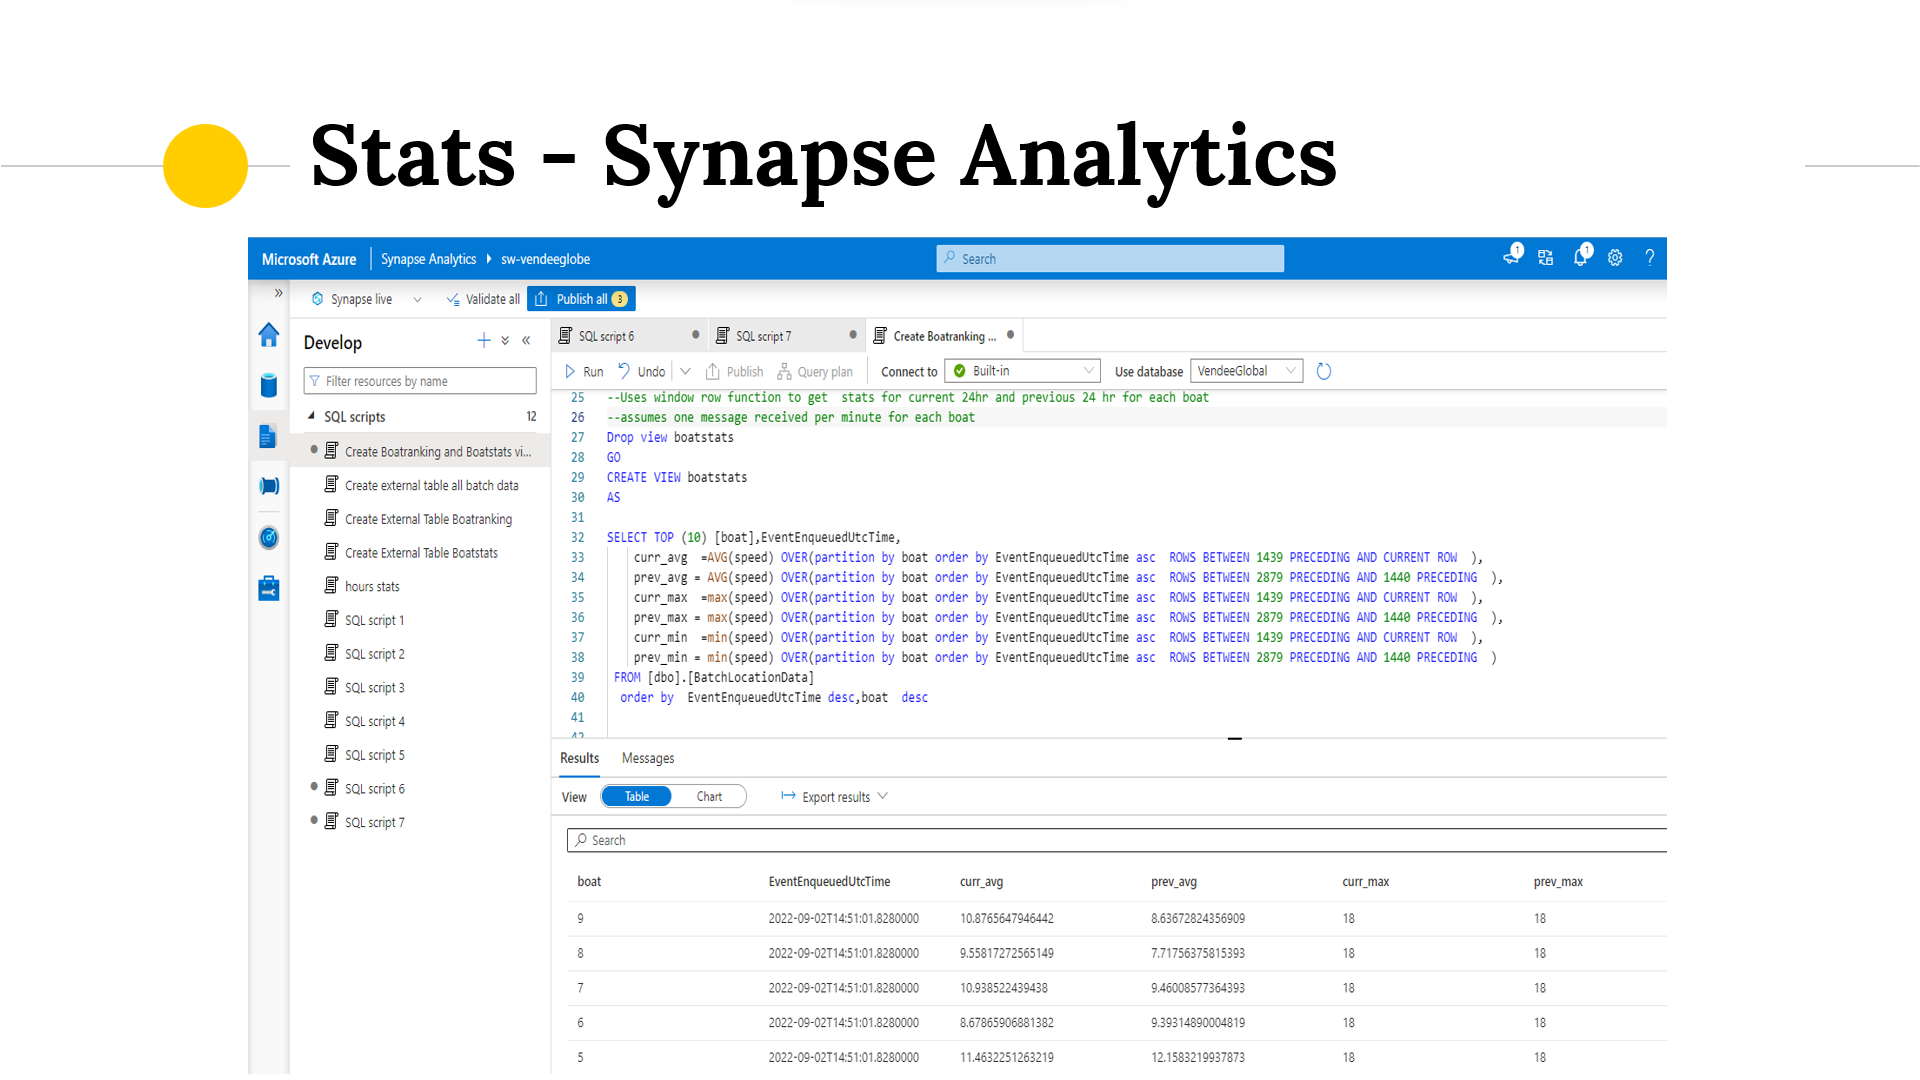 Stats - Synapse Analytics
Microsoft Azure Synapse Analytics sw-vendeeglobe Search 1 1 ?
» Synapse live Validate all Publish all 3
Develop
Filter resources by name
SQL scripts 12
Create Boatranking and Boatstats vi...
Create external table all batch data
Create External Table Boatranking
Create External Table Boatstats
hours stats
SQL script 1
SQL script 2
SQL script 3
SQL script 4
SQL script 5
SQL script 6
SQL script 7
SQL script 6 SQL script 7 Create Boatranking ...
Run Undo Publish Query plan Connect to Built-in Use database VendeeGlobal
25 --Uses window row function to get  stats for current 24hr and previous 24 hr for each boat
26 --assumes one message received per minute for each boat
27 Drop view boatstats
28 GO
29 CREATE VIEW boatstats
30 AS
31
32 SELECT TOP (10) [boat],EventEnqueuedUtcTime,
33 curr_avg  =AVG(speed) OVER(partition by boat order by EventEnqueuedUtcTime asc  ROWS BETWEEN 1439 PRECEDING AND CURRENT ROW  ),
34 prev_avg = AVG(speed) OVER(partition by boat order by EventEnqueuedUtcTime asc  ROWS BETWEEN 2879 PRECEDING AND 1440 PRECEDING  ),
35 curr_max  =max(speed) OVER(partition by boat order by EventEnqueuedUtcTime asc  ROWS BETWEEN 1439 PRECEDING AND CURRENT ROW  ),
36 prev_max = max(speed) OVER(partition by boat order by EventEnqueuedUtcTime asc  ROWS BETWEEN 2879 PRECEDING AND 1440 PRECEDING  ),
37 curr_min  =min(speed) OVER(partition by boat order by EventEnqueuedUtcTime asc  ROWS BETWEEN 1439 PRECEDING AND CURRENT ROW  ),
38 prev_min = min(speed) OVER(partition by boat order by EventEnqueuedUtcTime asc  ROWS BETWEEN 2879 PRECEDING AND 1440 PRECEDING  )
39 FROM [dbo].[BatchLocationData]
40 order by  EventEnqueuedUtcTime desc,boat  desc
41
42
Results Messages
View Table Chart Export results
Search
boat EventEnqueuedUtcTime curr_avg prev_avg curr_max prev_max
9 2022-09-02T14:51:01.8280000 10.8765647946442 8.63672824356909 18 18
8 2022-09-02T14:51:01.8280000 9.55817272565149 7.71756375815393 18 18
7 2022-09-02T14:51:01.8280000 10.938522439438 9.46008577364393 18 18
6 2022-09-02T14:51:01.8280000 8.67865906881382 9.39314890004819 18 18
5 2022-09-02T14:51:01.8280000 11.4632251263219 12.1583219937873 18 18